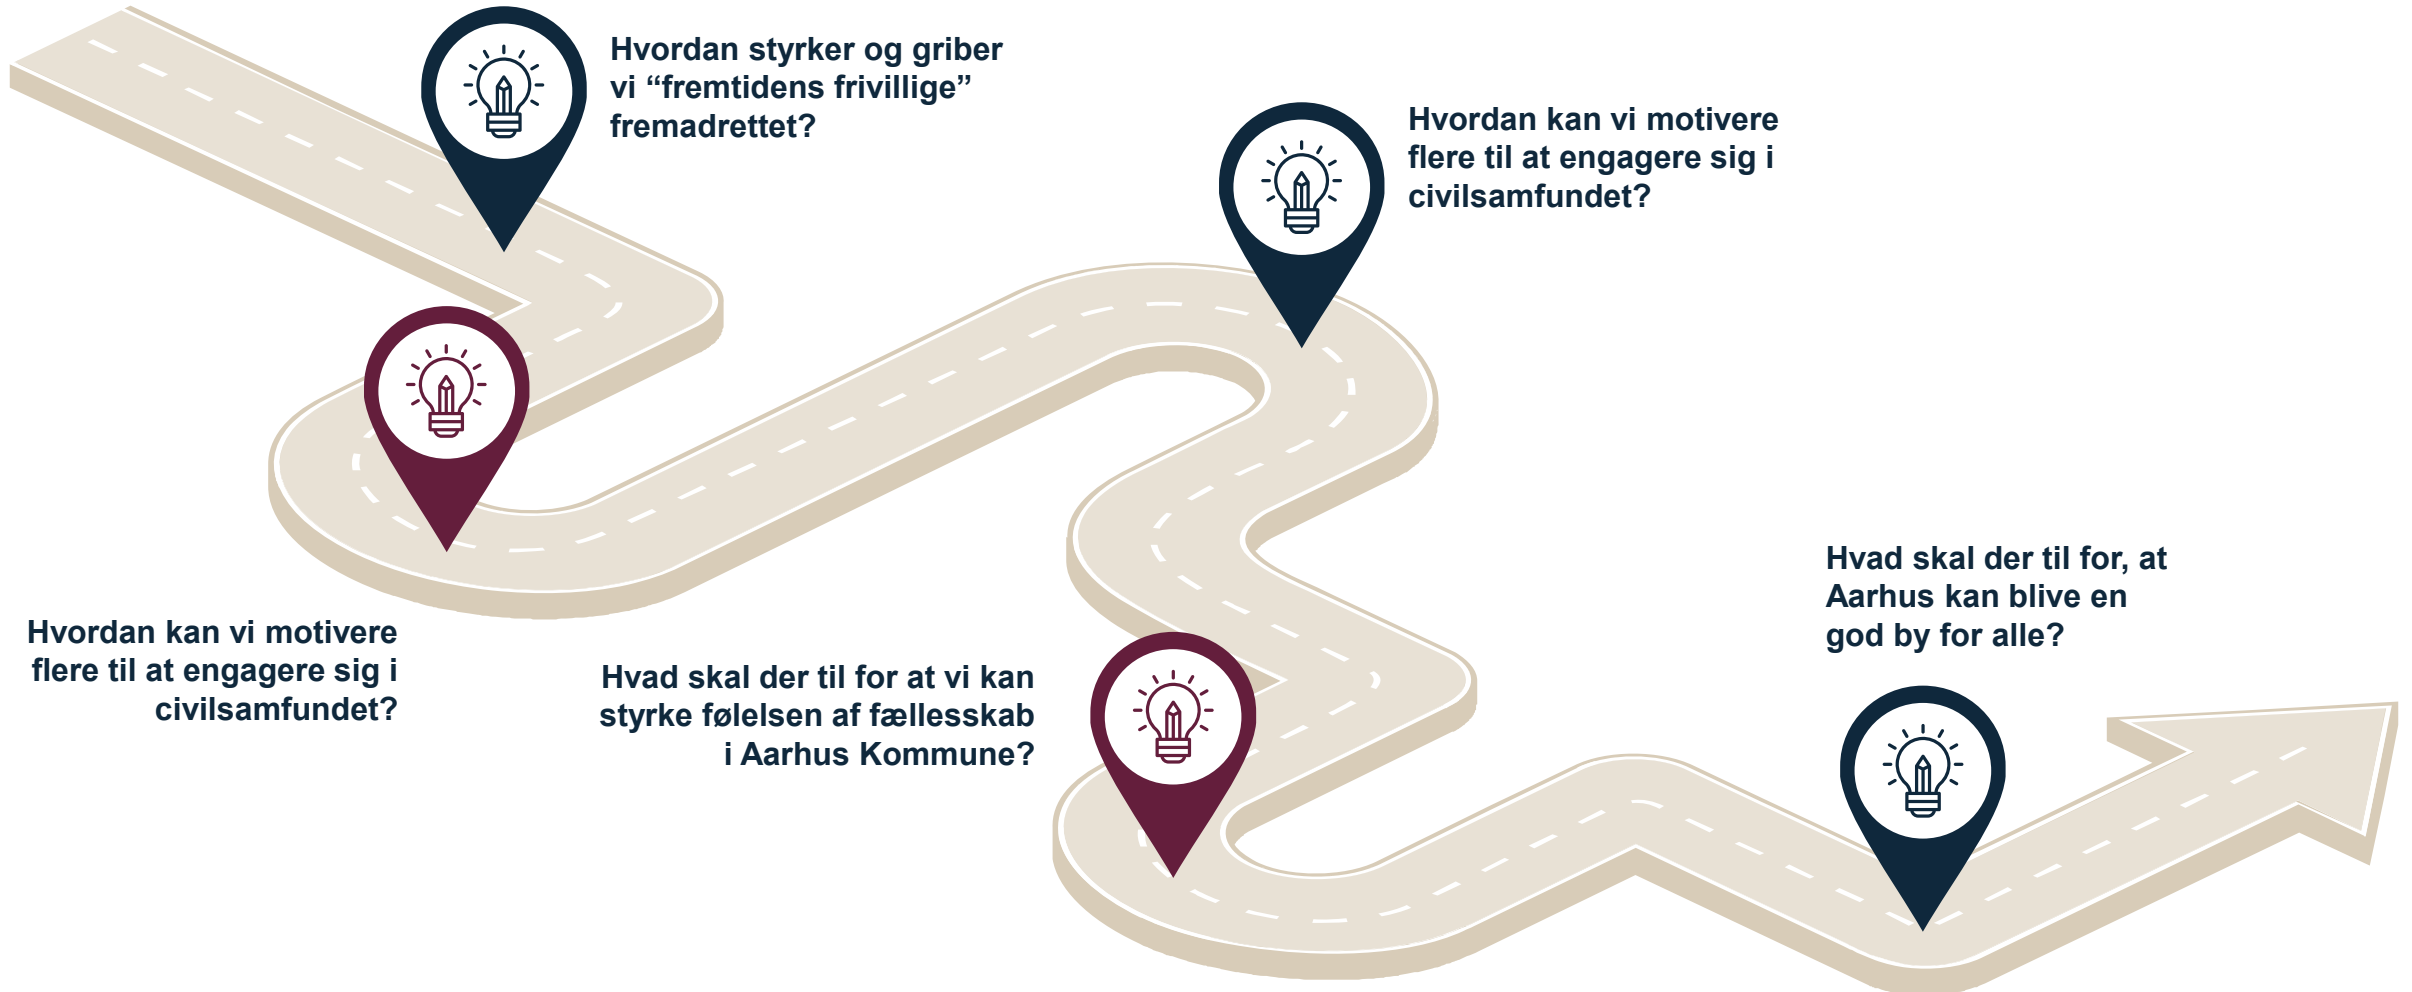 Hvordan styrker og griber
vi “fremtidens frivillige”
fremadrettet?
Hvordan kan vi motivere
flere til at engagere sig i
civilsamfundet?
Hvordan kan vi motivere
flere til at engagere sig i
civilsamfundet?
Hvad skal der til for at vi kan
styrke følelsen af fællesskab
i Aarhus Kommune?
Hvad skal der til for, at
Aarhus kan blive en
god by for alle?